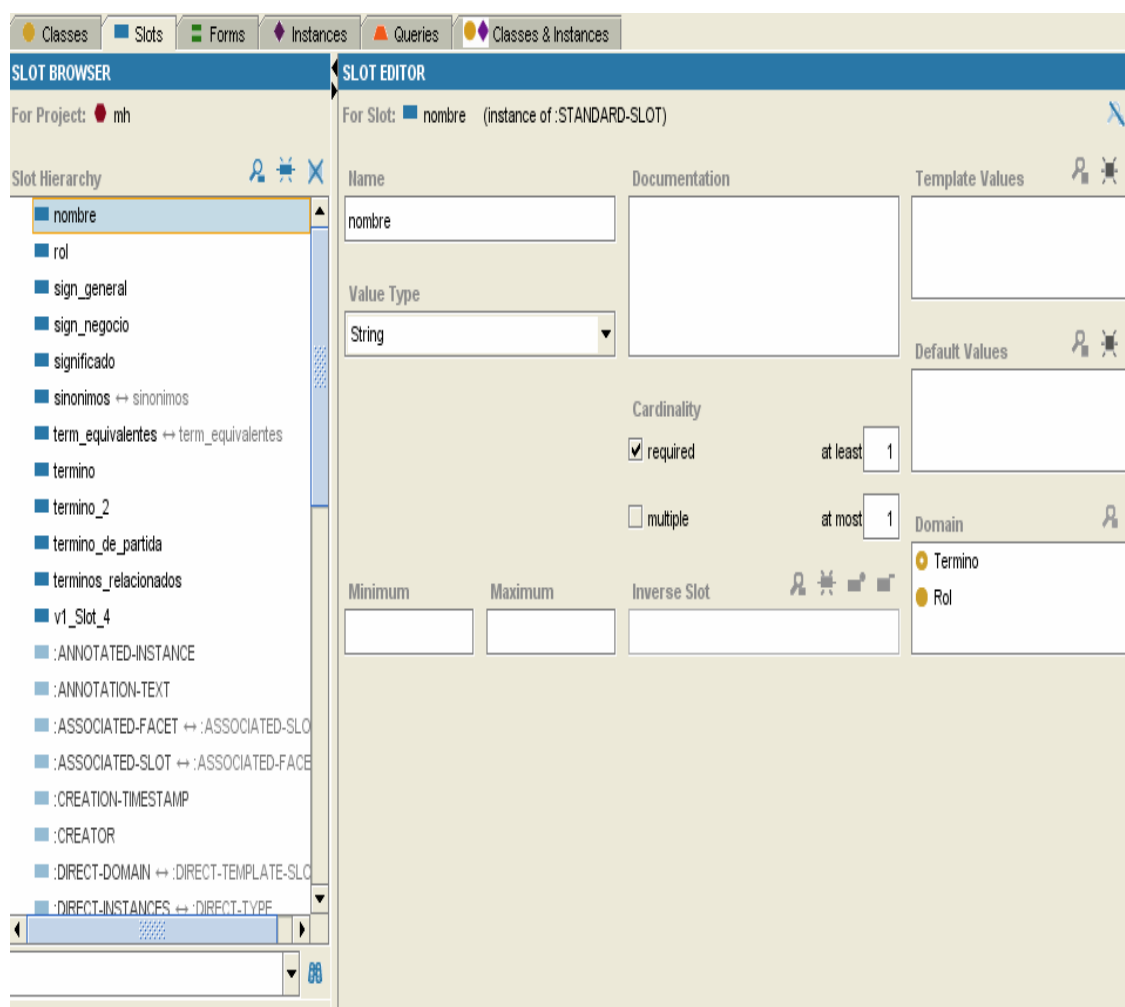 Classes Slots Forms Instances Queries Classes & Instances
SLOT BROWSER
For Project: mh
Slot Hierarchy
nombre
rol
sign_general
sign_negocio
significado
sinonimos ↔ sinonimos
term_equivalentes ↔ term_equivalentes
termino
termino_2
termino_de_partida
terminos_relacionados
v1_Slot_4
:ANNOTATED-INSTANCE
:ANNOTATION-TEXT
:ASSOCIATED-FACET ↔ :ASSOCIATED-SLO
:ASSOCIATED-SLOT ↔ :ASSOCIATED-FACE
:CREATION-TIMESTAMP
:CREATOR
:DIRECT-DOMAIN ↔ :DIRECT-TEMPLATE-SLO
:DIRECT-INSTANCES ↔ :DIRECT-TYPE
SLOT EDITOR
For Slot: nombre (instance of :STANDARD-SLOT)
Name
nombre
Value Type
String
Minimum Maximum
Documentation
Cardinality
required at least 1
multiple at most 1
Inverse Slot
Template Values
Default Values
Domain
Termino
Rol